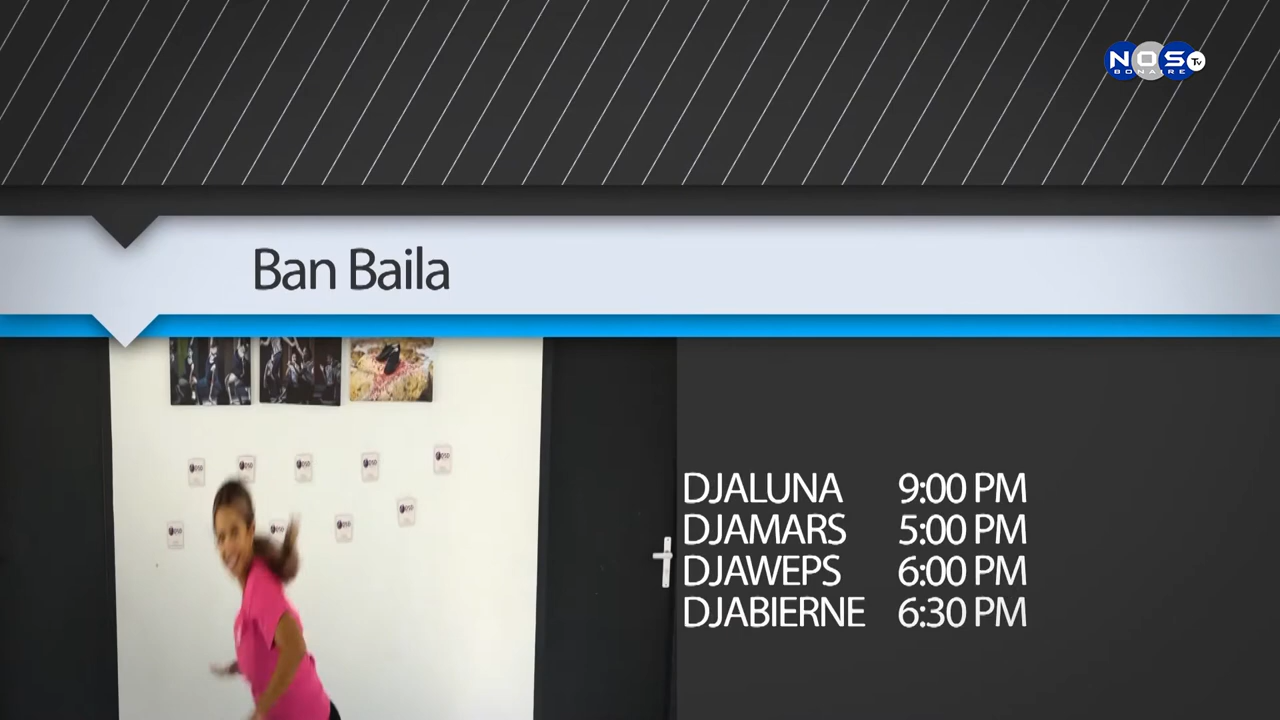 NOS TV
BONAIRE
Ban Baila
DJALUNA 9:00 PM
DJAMARS 5:00 PM
DJAWEPS 6:00 PM
DJABIERNE 6:30 PM